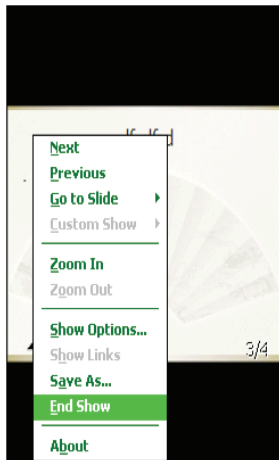 Next
Previous
Go to Slide
Custom Show
Zoom In
Zoom Out
Show Options...
Show Links
Save As...
End Show
About
3/4